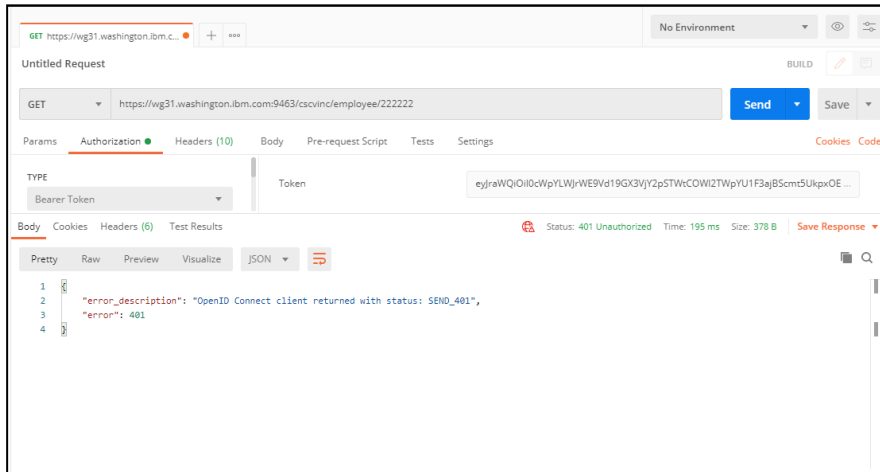 GET https://wg31.washington.ibm.c...
No Environment
Untitled Request
BUILD
GET
https://wg31.washington.ibm.com:9463/cscvinc/employee/222222
Send
Save
Params Authorization Headers (10) Body Pre-request Script Tests Settings
Cookies Code
TYPE
Bearer Token
Token
Body Cookies Headers (6) Test Results
Status: 401 Unauthorized Time: 195 ms Size: 378 B Save Response
Pretty Raw Preview Visualize JSON
1 {
2 "error_description": "OpenID Connect client returned with status: SEND_401",
3 "error": 401
4 }